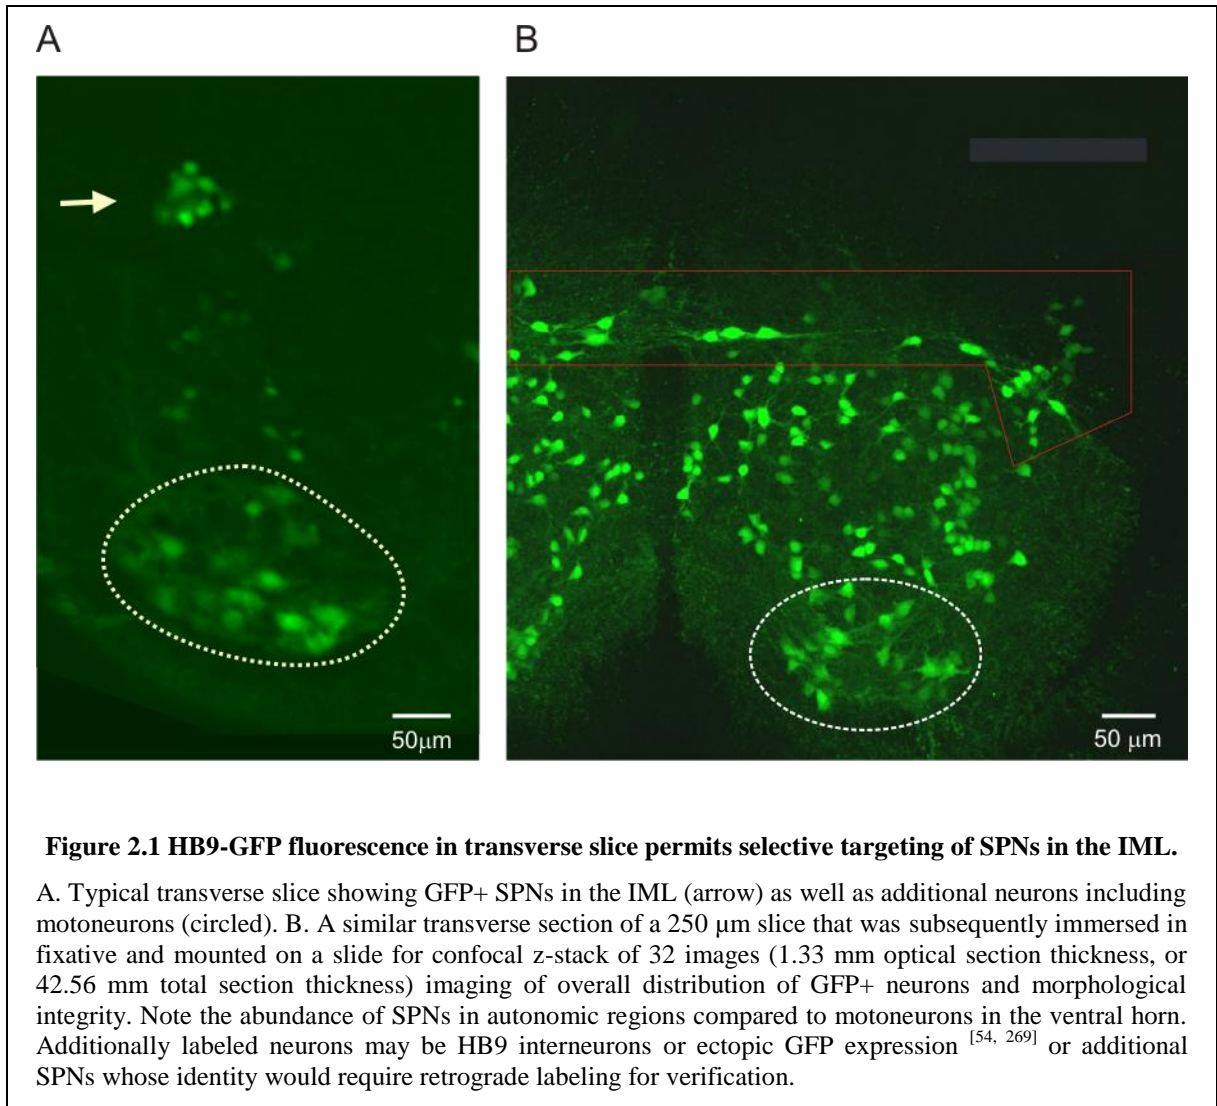 A
B
50µm
50 µm
Figure 2.1 HB9-GFP fluorescence in transverse slice permits selective targeting of SPNs in the IML.
A. Typical transverse slice showing GFP+ SPNs in the IML (arrow) as well as additional neurons including
motoneurons (circled). B. A similar transverse section of a 250 µm slice that was subsequently immersed in
fixative and mounted on a slide for confocal z-stack of 32 images (1.33 mm optical section thickness, or
42.56 mm total section thickness) imaging of overall distribution of GFP+ neurons and morphological
integrity. Note the abundance of SPNs in autonomic regions compared to motoneurons in the ventral horn.
Additionally labeled neurons may be HB9 interneurons or ectopic GFP expression [54, 269] or additional
SPNs whose identity would require retrograde labeling for verification.